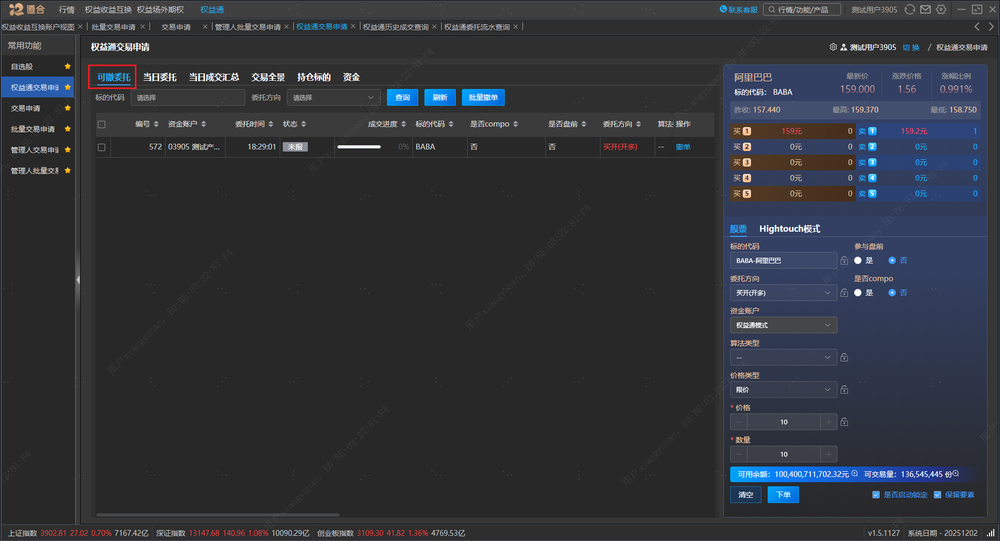 道合 行情 权益收益互换 权益场外期权 权益通 联系客服 行情/功能/产品 测试用户3905
权益收益互换账户视图 × 批量交易申请 × 交易申请 × 管理人批量交易申请 × 权益通交易申请 × 权益通历史成交查询 × 权益通委托流水查询 ×
常用功能
自选股
权益通交易申请
交易申请
批量交易申请
管理人交易申请
管理人批量交易
权益通交易申请
测试用户3905 切 换 / 权益通交易申请
可撤委托 当日委托 当日成交汇总 交易全景 持仓标的 资金
标的代码 请选择 委托方向 请选择 查询 刷新 批量撤单
编号 资金账户 委托时间 状态 成交进度 标的代码 是否compo 是否盘前 委托方向 算法 操作
572 03905 测试产... 18:29:01 未报 0% BABA 否 否 买开(开多) -- 撤单
阿里巴巴 最新价 涨跌价格 涨幅比例
标的代码： BABA 159.000 1.56 0.991%
昨收: 157.440 最高: 159.370 最低: 158.750
买 1 159元 0 卖 1 159.2元 1
买 2 0元 0 卖 2 0元 0
买 3 0元 0 卖 3 0元 0
买 4 0元 0 卖 4 0元 0
买 5 0元 0 卖 5 0元 0
股票 Hightouch模式
标的代码 参与盘前
BABA-阿里巴巴 是 否
委托方向 是否compo
买开(开多) 是 否
资金账户
权益通模式
算法类型
--
价格类型
限价
* 价格
10
* 数量
10
可用余额： 100,400,711,702.32元 可交易量： 136,545,445 份
清空 下单 是否启动锁定 保留要素
上证指数 3902.81 27.02 0.70% 7167.42亿 深证指数 13147.68 140.96 1.08% 10090.29亿 创业板指数 3109.30 41.82 1.36% 4769.53亿
v1.5.1127 系统日期 - 20251202
用户xiangyuhan, E0:BE:03:22:81:F4